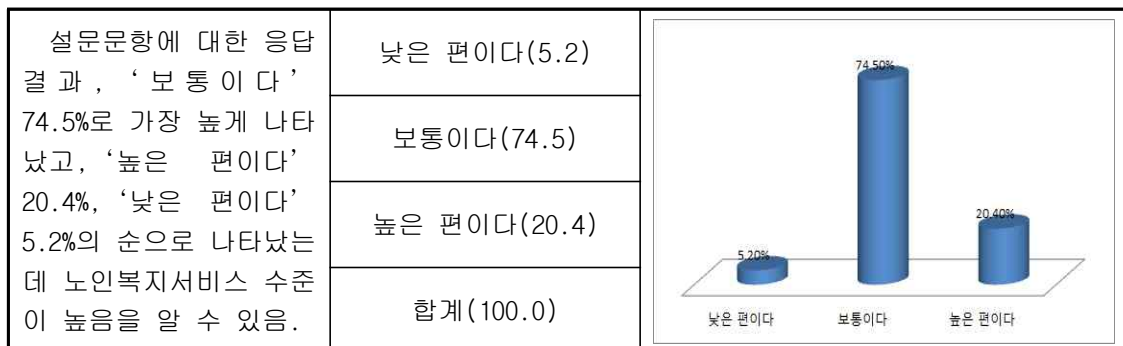 설문문항에 대한 응답
결과, ‘보통이다’
74.5%로 가장 높게 나타
났고, ‘높은 편이다’
20.4%, ‘낮은 편이다’
5.2%의 순으로 나타났는
데 노인복지서비스 수준
이 높음을 알 수 있음.
낮은 편이다(5.2)
보통이다(74.5)
높은 편이다(20.4)
합계(100.0)
74.50%
20.40%
5.20%
낮은 편이다 보통이다 높은 편이다